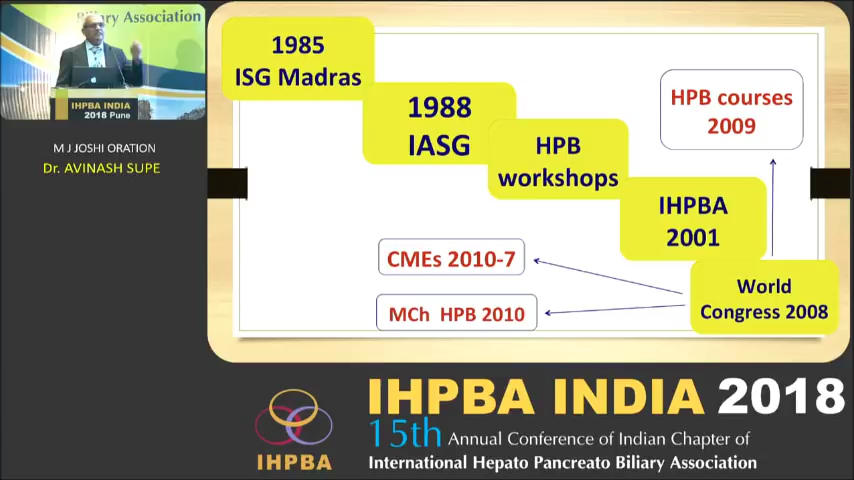 Biliary Association
IHPBA INDIA
2018 Pune
M J JOSHI ORATION
Dr. AVINASH SUPE
1985
ISG Madras
1988
IASG
HPB
workshops
IHPBA
2001
World
Congress 2008
HPB courses
2009
CMEs 2010-7
MCh HPB 2010
IHPBA
IHPBA INDIA 2018
15th Annual Conference of Indian Chapter of
International Hepato Pancreato Biliary Association